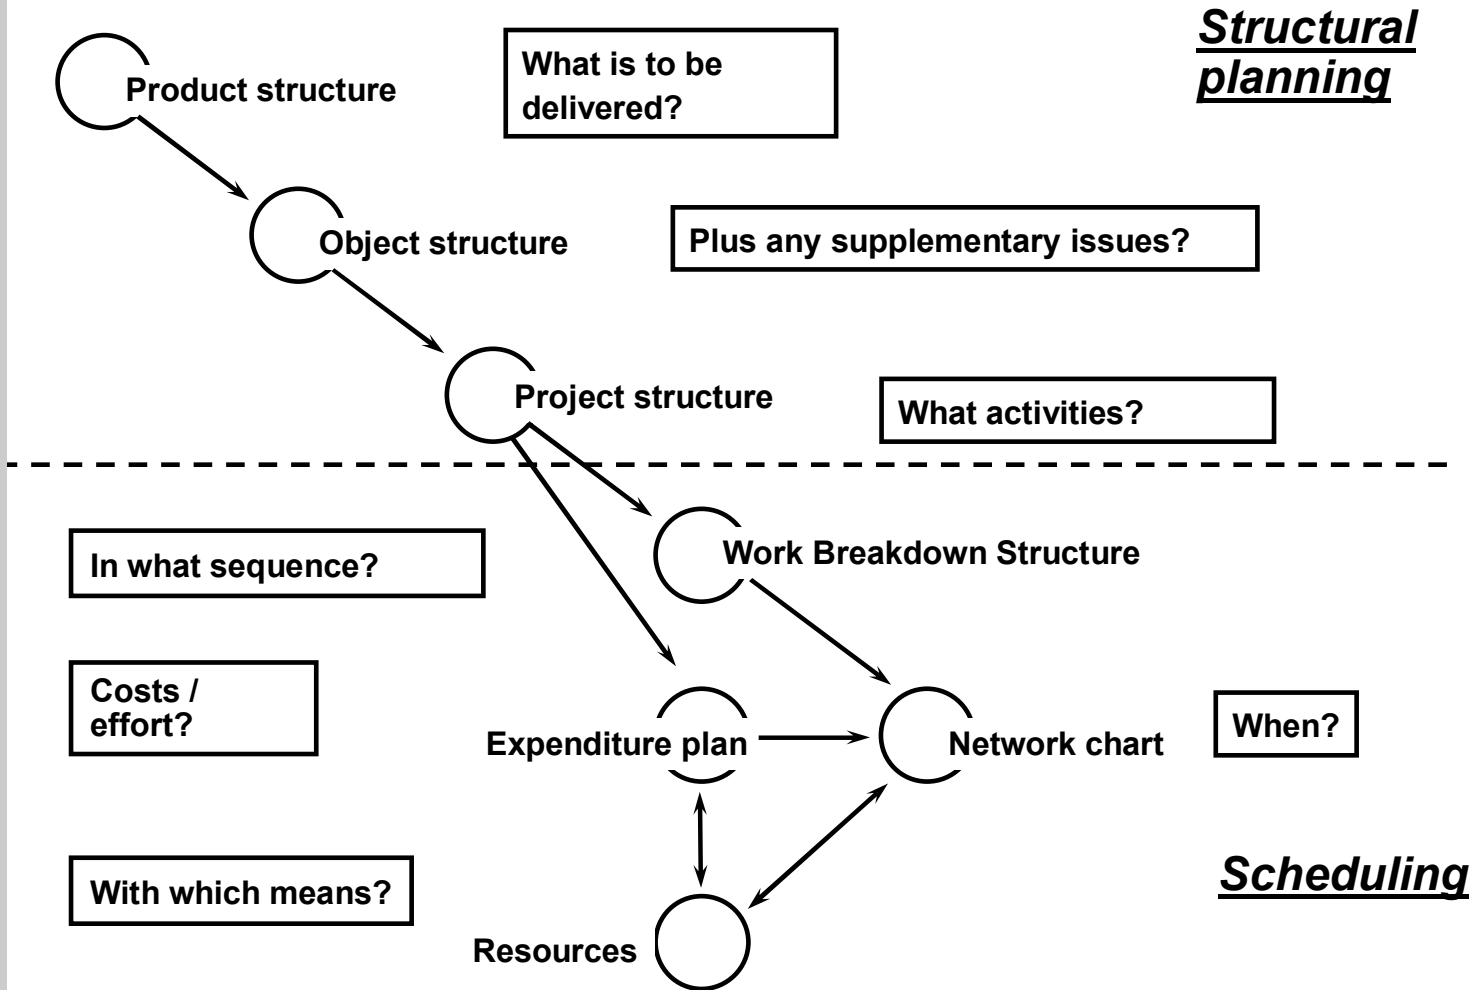 Structural
planning
What is to be
delivered?
Product structure
Object structure
Plus any supplementary issues?
Project structure
What activities?
In what sequence?
Work Breakdown Structure
Costs /
effort?
Expenditure plan
Network chart
When?
With which means?
Scheduling
Resources